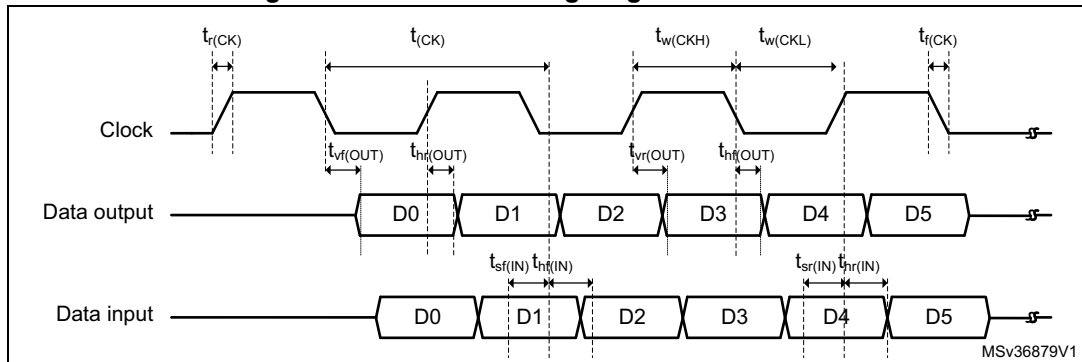 t_r(CK) t_(CK) t_w(CKH) t_w(CKL) t_f(CK)
Clock
t_vf(OUT) t_hr(OUT) t_vr(OUT) t_hf(OUT)
Data output D0 D1 D2 D3 D4 D5
t_sf(IN) t_hf(IN) t_sr(IN) t_hr(IN)
Data input D0 D1 D2 D3 D4 D5
MSv36879V1